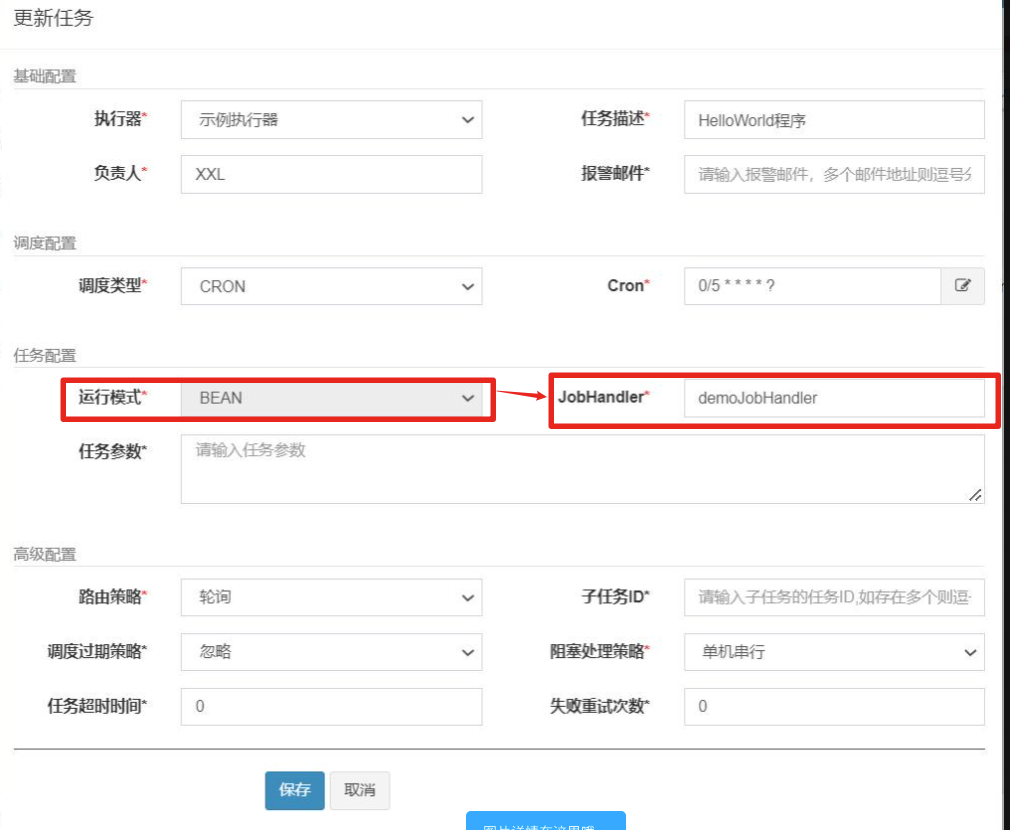 更新任务
基础配置
执行器* 示例执行器 任务描述* HelloWorld程序
负责人* XXL 报警邮件* 请输入报警邮件，多个邮件地址则逗号分
调度配置
调度类型* CRON Cron* 0/5 * * * * ?
任务配置
运行模式* BEAN JobHandler* demoJobHandler
任务参数* 请输入任务参数
高级配置
路由策略* 轮询 子任务ID* 请输入子任务的任务ID,如存在多个则逗
调度过期策略* 忽略 阻塞处理策略* 单机串行
任务超时时间* 0 失败重试次数* 0
保存 取消